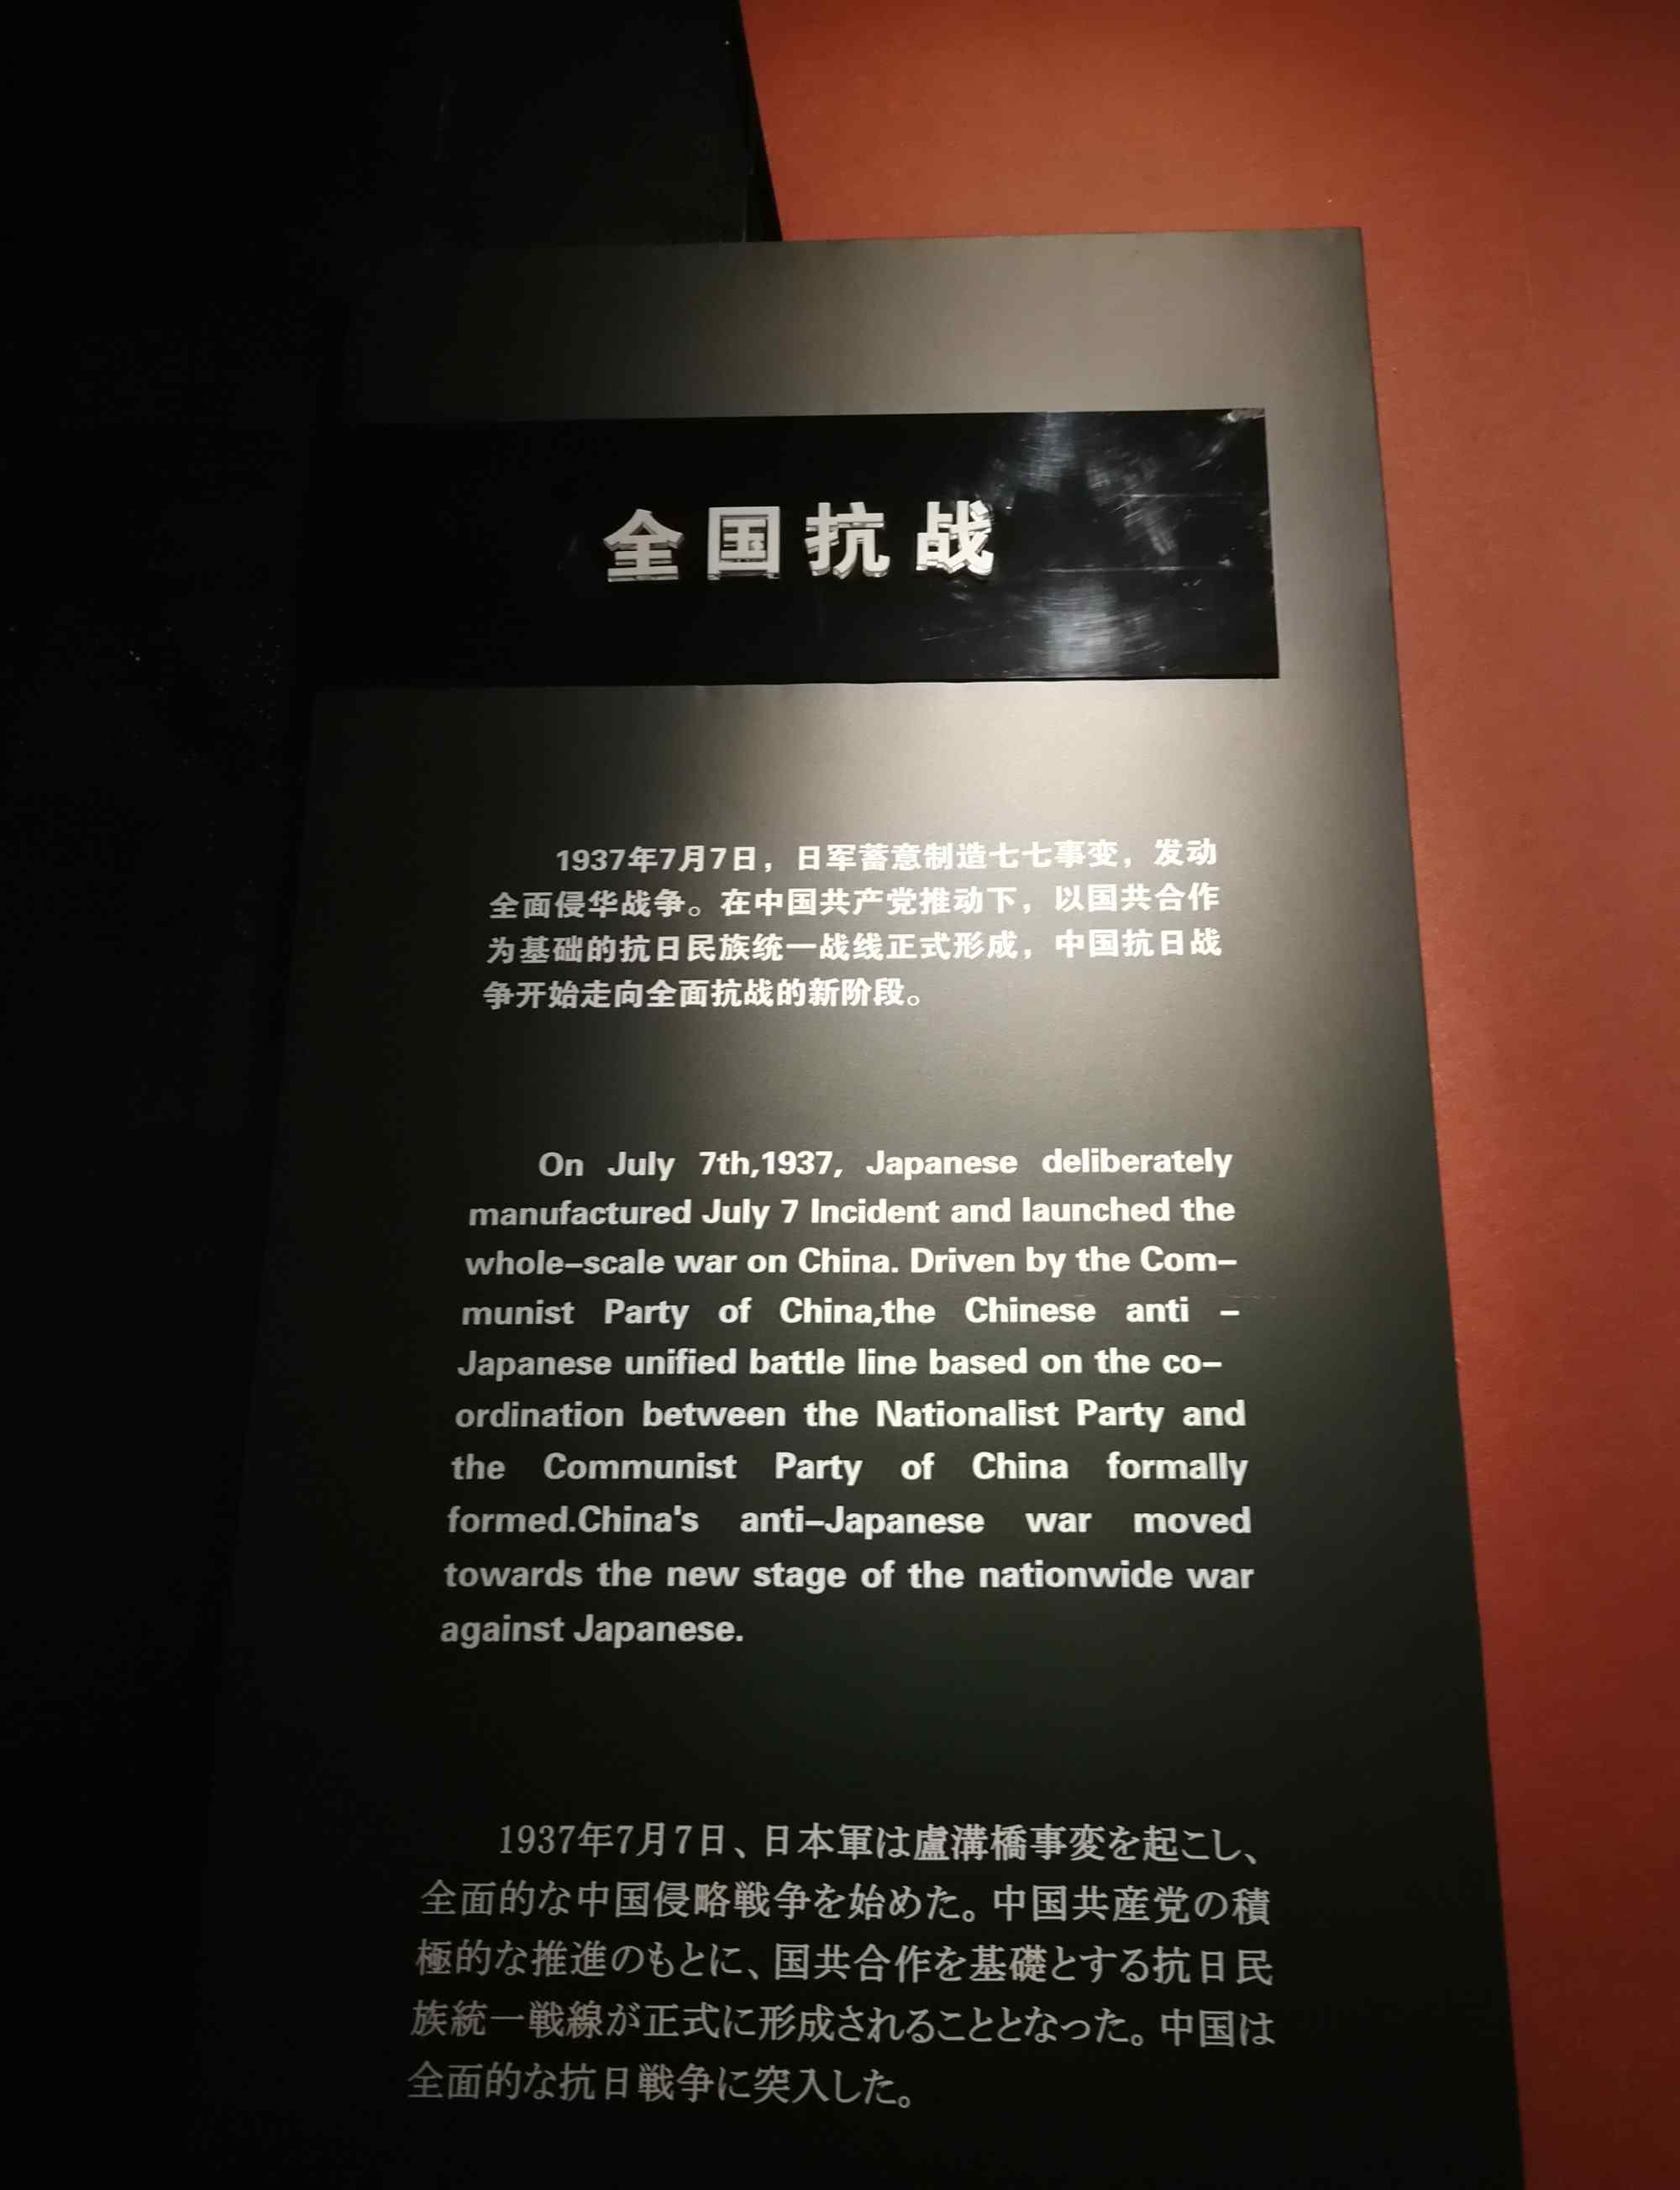 全国抗战
1937年7月7日，日军蓄意制造七七事变，发动
全面侵华战争。在中国共产党推动下，以国共合作
为基础的抗日民族统一战线正式形成，中国抗日战
争开始走向全面抗战的新阶段。
On July 7th,1937, Japanese deliberately
manufactured July 7 Incident and launched the
whole–scale war on China. Driven by the Com–
munist Party of China,the Chinese anti –
Japanese unified battle line based on the co–
ordination between the Nationalist Party and
the Communist Party of China formally
formed.China's anti–Japanese war moved
towards the new stage of the nationwide war
against Japanese.
1937年7月7日、日本軍は盧溝橋事変を起こし、
全面的な中国侵略戦争を始めた。中国共産党の積
極的な推進のもとに、国共合作を基礎とする抗日民
族統一戦線が正式に形成されることとなった。中国は
全面的な抗日戦争に突入した。